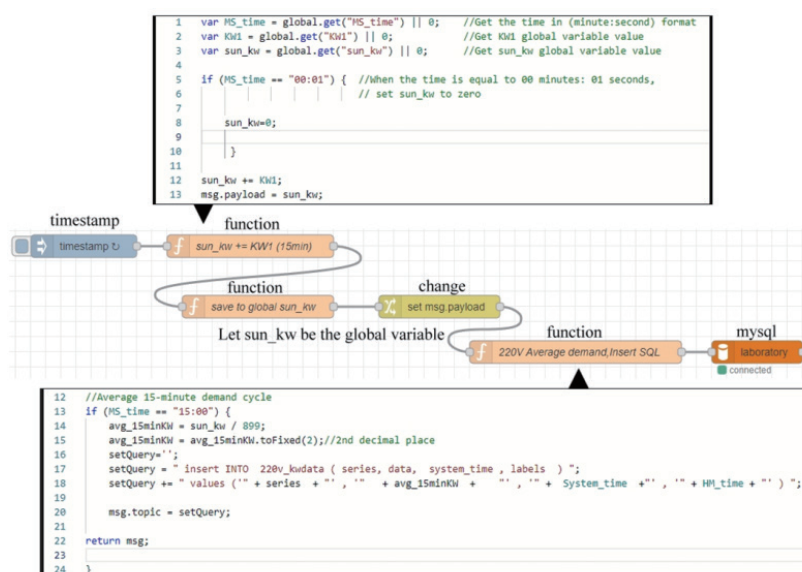 1 var MS_time = global.get("MS_time") || 0; //Get the time in (minute:second) format
2 var KW1 = global.get("KW1") || 0; //Get KW1 global variable value
3 var sun_kw = global.get("sun_kw") || 0; //Get sun_kw global variable value
4
5 if (MS_time == "00:01") { //When the time is equal to 00 minutes: 01 seconds,
6 // set sun_kw to zero
7
8 sun_kw=0;
9
10 }
11
12 sun_kw += KW1;
13 msg.payload = sun_kw;
timestamp function
timestamp ↻ sun_kw += KW1 (15min)
function change
save to global sun_kw set msg.payload
Let sun_kw be the global variable function mysql
220V Average demand,Insert SQL laboratory
connected
12 //Average 15-minute demand cycle
13 if (MS_time == "15:00") {
14 avg_15minKW = sun_kw / 899;
15 avg_15minKW = avg_15minKW.toFixed(2);//2nd decimal place
16 setQuery='';
17 setQuery = " insert INTO 220v_kwdata ( series, data, system_time , labels ) ";
18 setQuery += " values ('" + series + "' , '" + avg_15minKW + "' , '" + System_time +"' , '" + HM_time + "' ) ";
19
20 msg.topic = setQuery;
21
22 return msg;
23
24 }